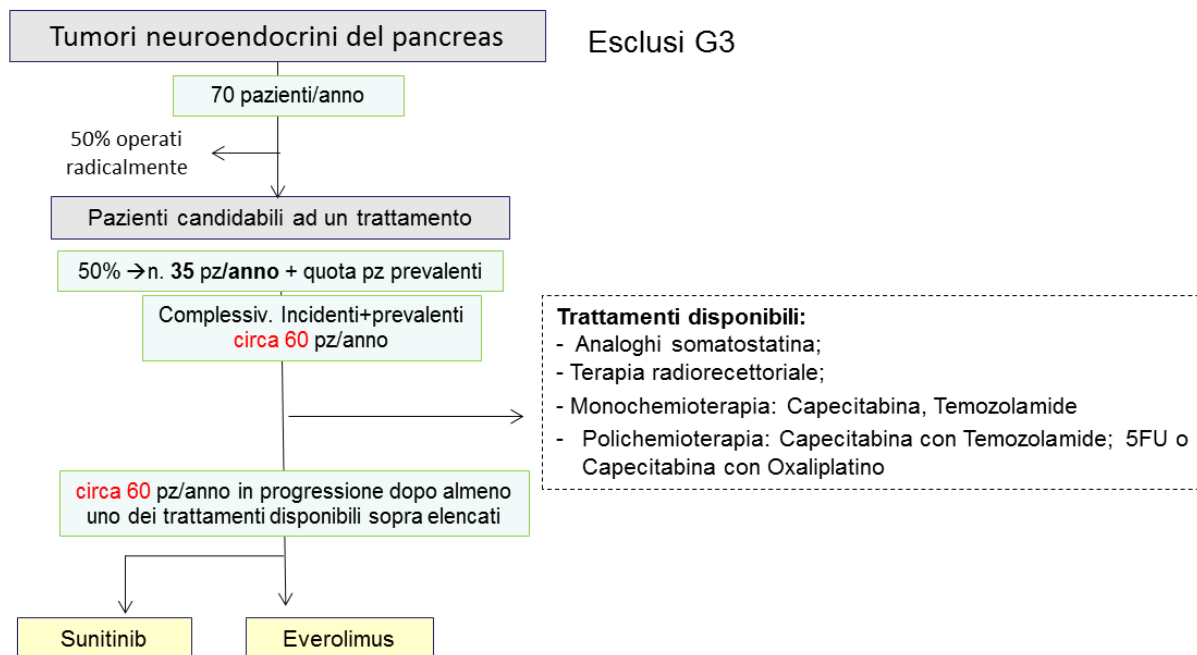 Tumori neuroendocrini del pancreas
Esclusi G3
70 pazienti/anno
50% operati
radicalmente
Pazienti candidabili ad un trattamento
50% →n. 35 pz/anno + quota pz prevalenti
Complessiv. Incidenti+prevalenti
circa 60 pz/anno
Trattamenti disponibili:
- Analoghi somatostatina;
- Terapia radiorecettoriale;
- Monochemioterapia: Capecitabina, Temozolamide
- Polichemioterapia: Capecitabina con Temozolamide; 5FU o
Capecitabina con Oxaliplatino
circa 60 pz/anno in progressione dopo almeno
uno dei trattamenti disponibili sopra elencati
Sunitinib
Everolimus